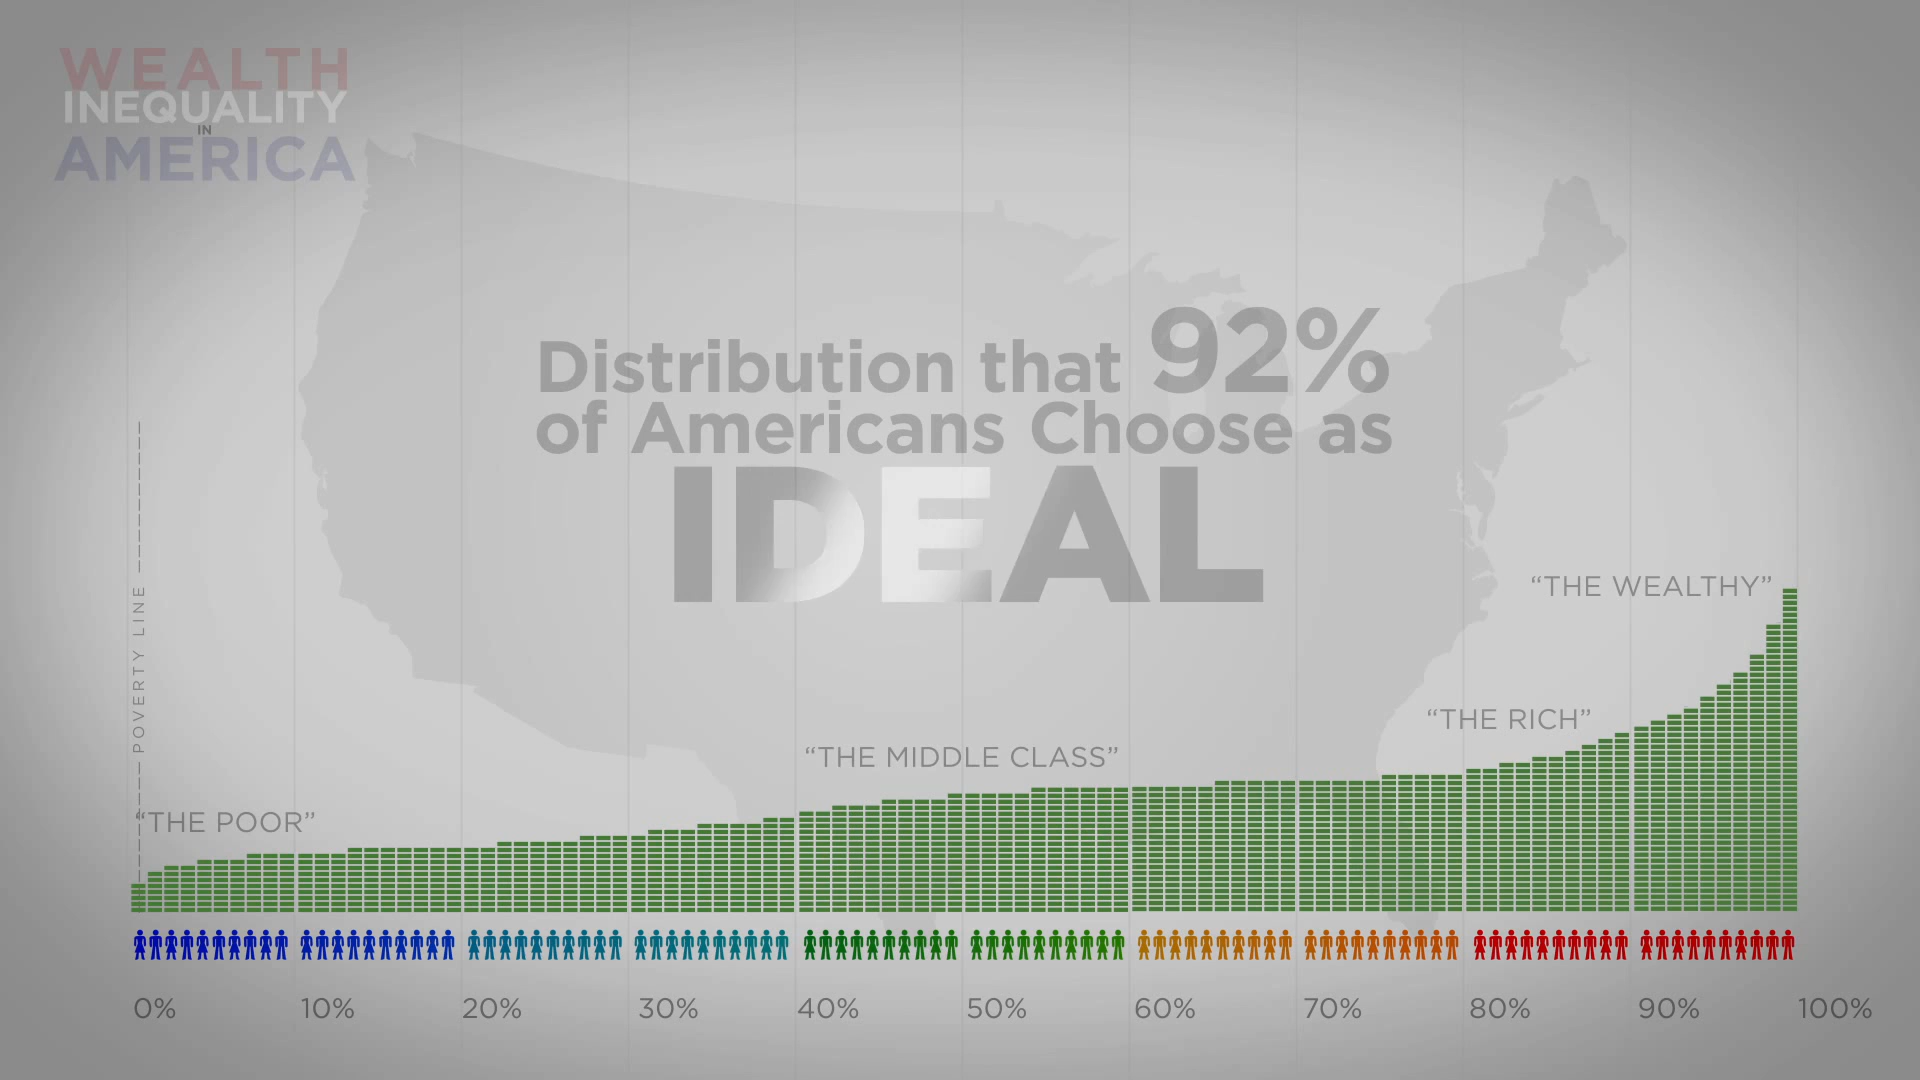 WEALTH
INEQUALITY
IN
AMERICA
Distribution that 92%
of Americans Choose as
IDEAL
POVERTY LINE
“THE POOR”
“THE MIDDLE CLASS”
“THE RICH”
“THE WEALTHY”
0% 10% 20% 30% 40% 50% 60% 70% 80% 90% 100%